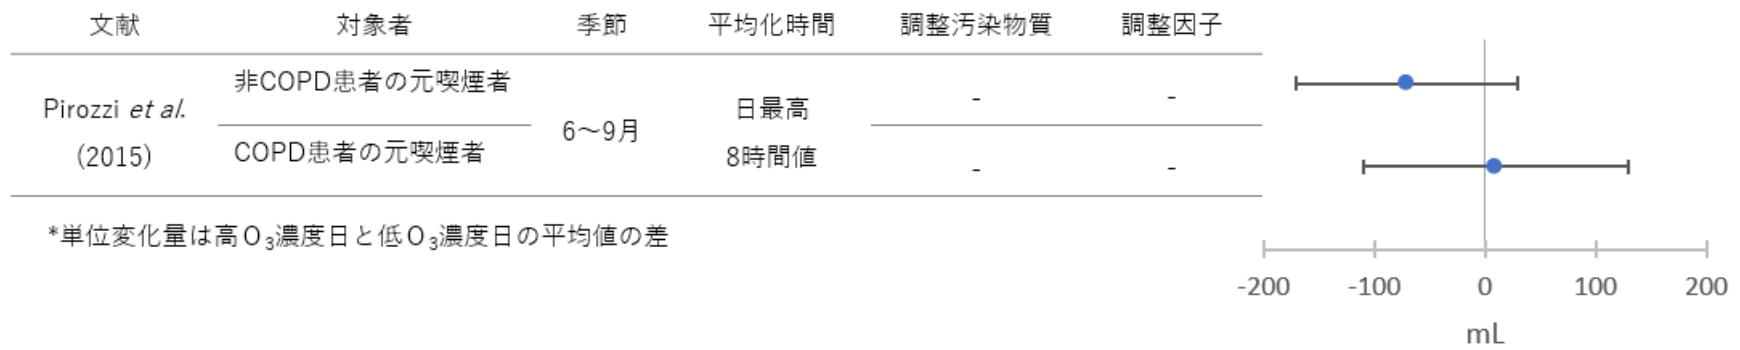 文献 対象者 季節 平均化時間 調整汚染物質 調整因子
Pirozzi et al.
(2015)
非COPD患者の元喫煙者
COPD患者の元喫煙者
6～9月
日最高
8時間値
- -
- -
*単位変化量は高O3濃度日と低O3濃度日の平均値の差
-200 -100 0 100 200
mL